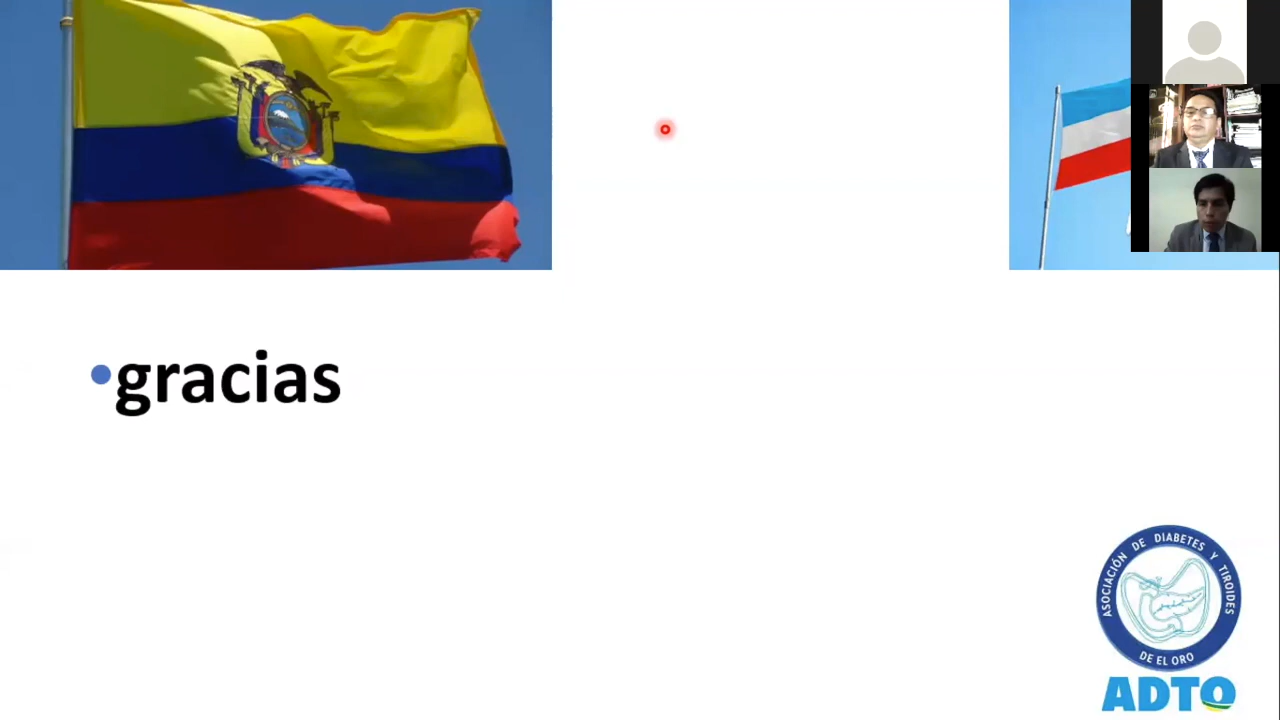 •gracias
ASOCIACIÓN DE DIABETES Y TIROIDES
DE EL ORO
ADTO